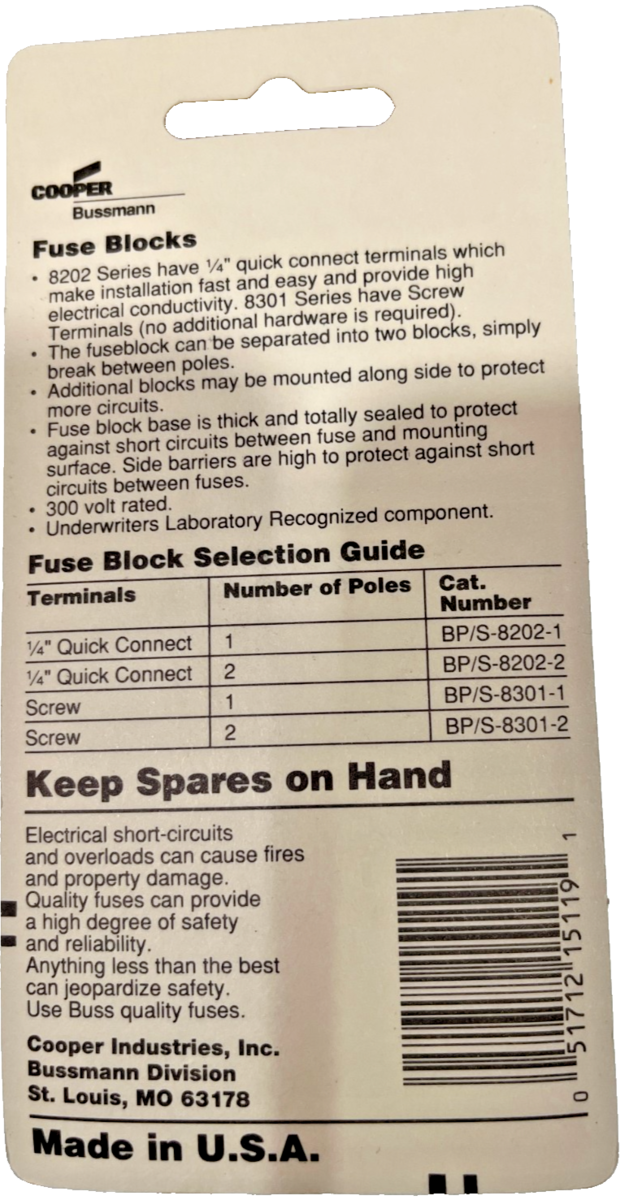 COOPER
Bussmann
Fuse Blocks
• 8202 Series have ¼" quick connect terminals which
make installation fast and easy and provide high
electrical conductivity. 8301 Series have Screw
Terminals (no additional hardware is required).
• The fuseblock can be separated into two blocks, simply
break between poles.
• Additional blocks may be mounted along side to protect
more circuits.
• Fuse block base is thick and totally sealed to protect
against short circuits between fuse and mounting
surface. Side barriers are high to protect against short
circuits between fuses.
• 300 volt rated.
• Underwriters Laboratory Recognized component.
Fuse Block Selection Guide
Terminals Number of Poles Cat.
Number
¼" Quick Connect 1 BP/S-8202-1
¼" Quick Connect 2 BP/S-8202-2
Screw 1 BP/S-8301-1
Screw 2 BP/S-8301-2
Keep Spares on Hand
Electrical short-circuits
and overloads can cause fires
and property damage.
Quality fuses can provide
a high degree of safety
and reliability.
Anything less than the best
can jeopardize safety.
Use Buss quality fuses.
Cooper Industries, Inc.
Bussmann Division
St. Louis, MO 63178
0 51712 15119 1
Made in U.S.A.